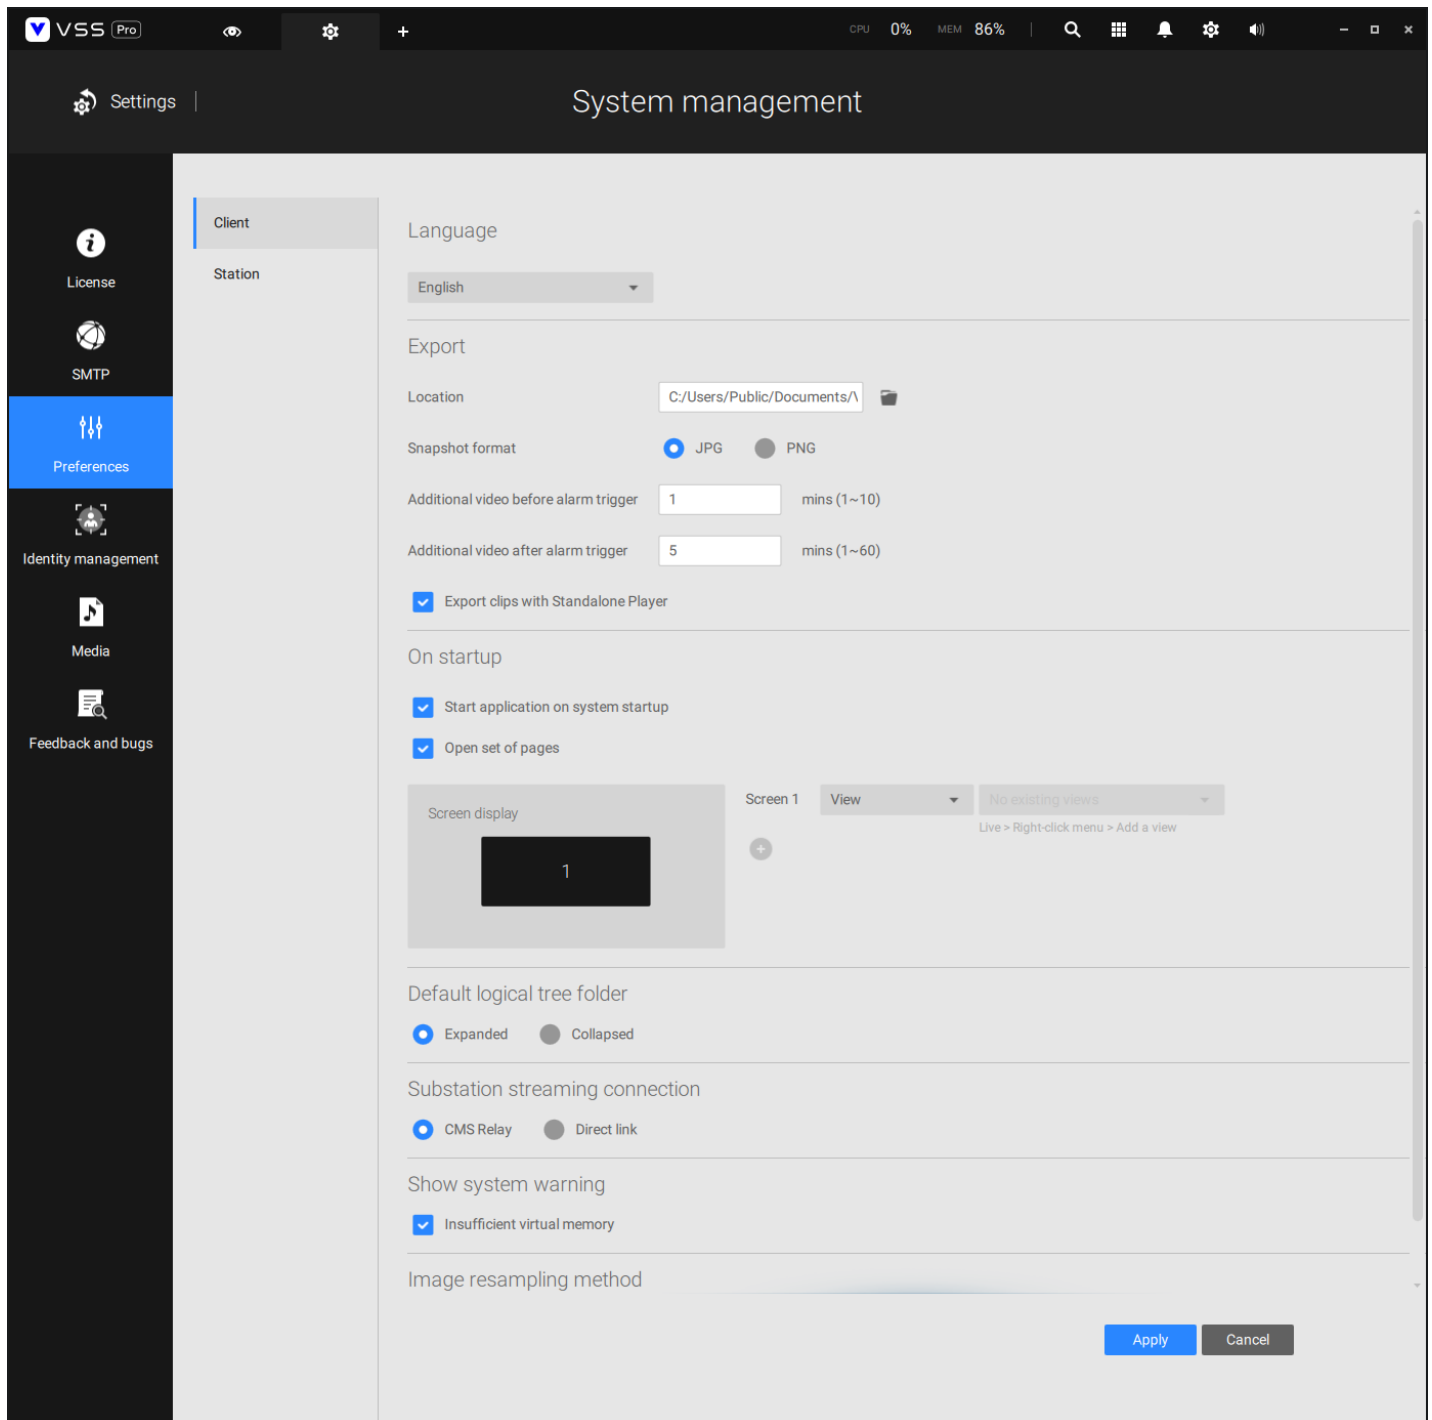 VSS Pro
CPU 0% MEM 86%
Settings
System management
License
SMTP
Preferences
Identity management
Media
Feedback and bugs
Client
Station
Language
English
Export
Location C:/Users/Public/Documents/
Snapshot format JPG PNG
Additional video before alarm trigger 1 mins (1~10)
Additional video after alarm trigger 5 mins (1~60)
Export clips with Standalone Player
On startup
Start application on system startup
Open set of pages
Screen display
1
Screen 1 View No existing views
Live > Right-click menu > Add a view
Default logical tree folder
Expanded Collapsed
Substation streaming connection
CMS Relay Direct link
Show system warning
Insufficient virtual memory
Image resampling method
Apply Cancel